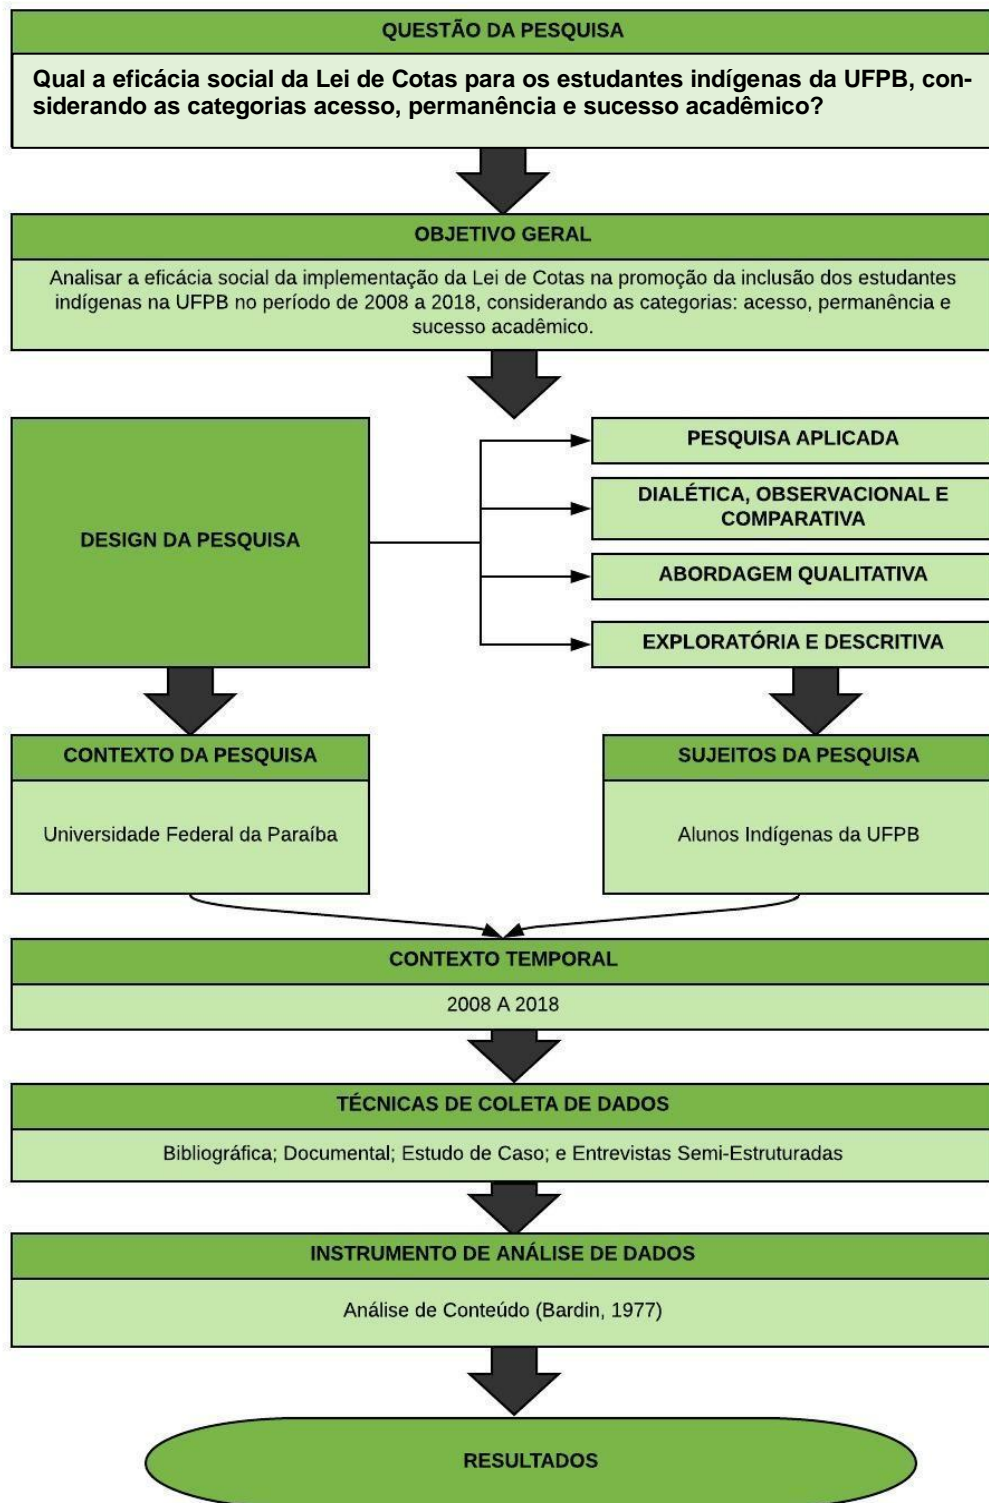 QUESTÃO DA PESQUISA
Qual a eficácia social da Lei de Cotas para os estudantes indígenas da UFPB, con-
siderando as categorias acesso, permanência e sucesso acadêmico?
OBJETIVO GERAL
Analisar a eficácia social da implementação da Lei de Cotas na promoção da inclusão dos estudantes
indígenas na UFPB no período de 2008 a 2018, considerando as categorias: acesso, permanência e
sucesso acadêmico.
DESIGN DA PESQUISA
PESQUISA APLICADA
DIALÉTICA, OBSERVACIONAL E
COMPARATIVA
ABORDAGEM QUALITATIVA
EXPLORATÓRIA E DESCRITIVA
CONTEXTO DA PESQUISA
Universidade Federal da Paraíba
SUJEITOS DA PESQUISA
Alunos Indígenas da UFPB
CONTEXTO TEMPORAL
2008 A 2018
TÉCNICAS DE COLETA DE DADOS
Bibliográfica; Documental; Estudo de Caso; e Entrevistas Semi-Estruturadas
INSTRUMENTO DE ANÁLISE DE DADOS
Análise de Conteúdo (Bardin, 1977)
RESULTADOS